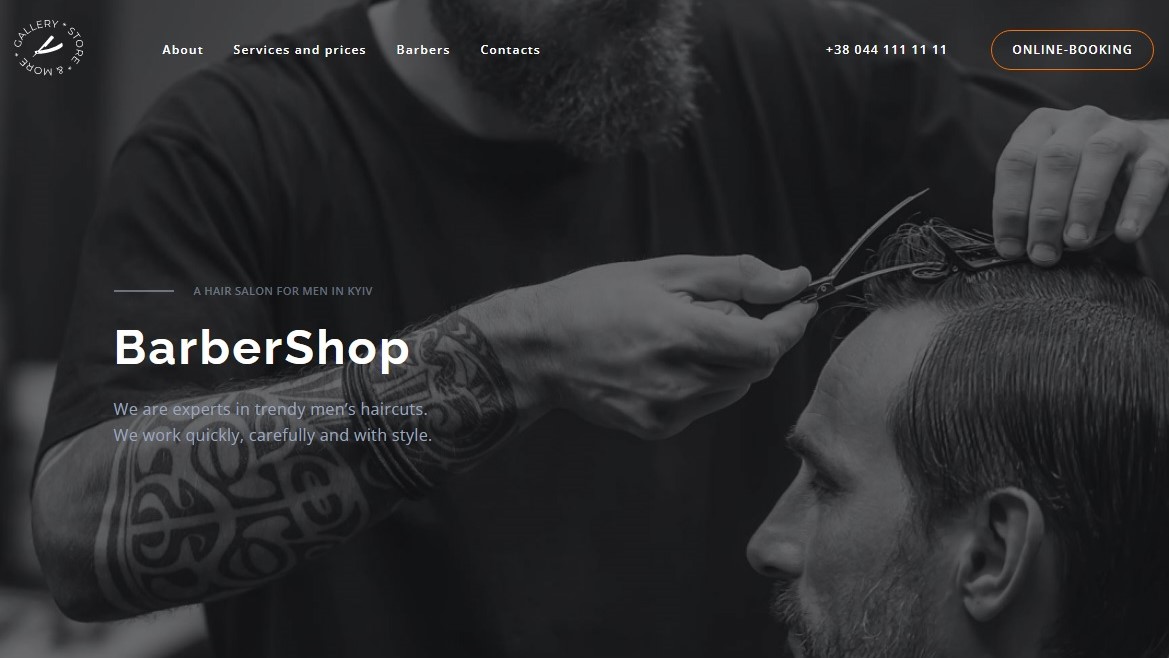 GALLERY * STORE * & MORE *
About
Services and prices
Barbers
Contacts
+38 044 111 11 11
ONLINE-BOOKING
A HAIR SALON FOR MEN IN KYIV
BarberShop
We are experts in trendy men’s haircuts.
We work quickly, carefully and with style.